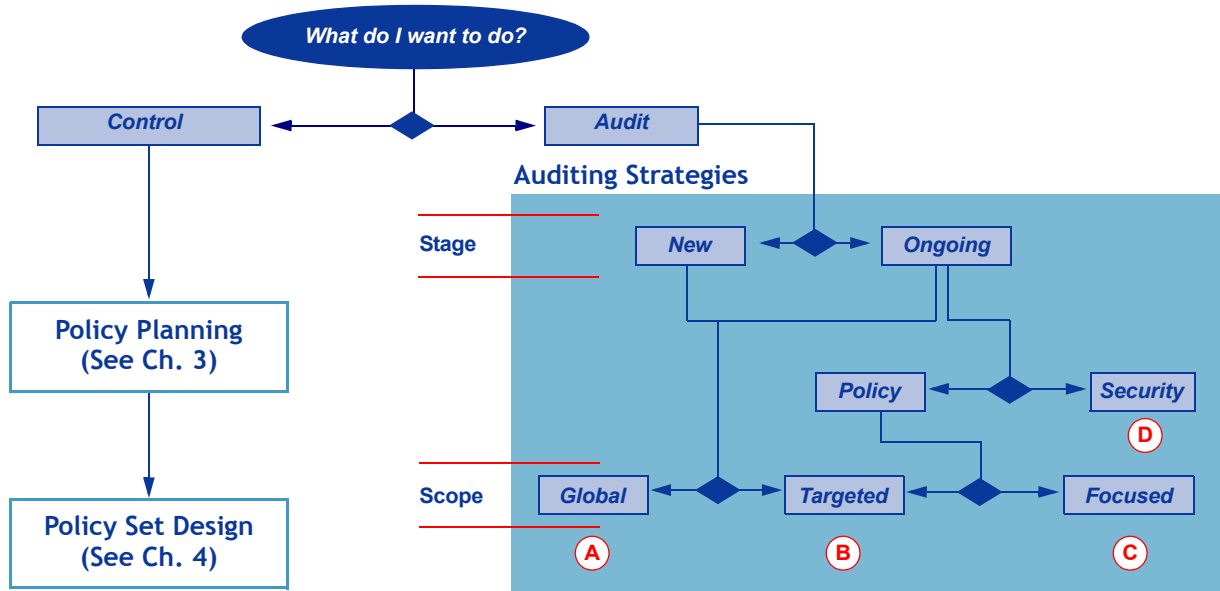 What do I want to do?
Control
Audit
Auditing Strategies
Stage
New
Ongoing
Policy Planning
(See Ch. 3)
Policy
Security
D
Scope
Global
Targeted
Focused
Policy Set Design
(See Ch. 4)
A
B
C